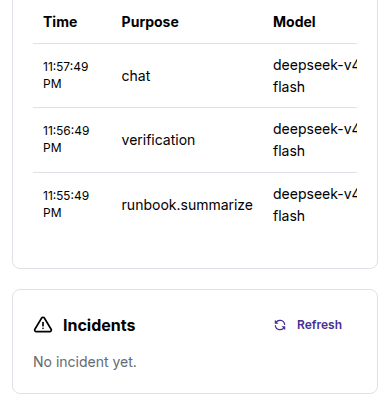 Time Purpose Model
11:57:49 PM chat deepseek-v4 flash
11:56:49 PM verification deepseek-v4 flash
11:55:49 PM runbook.summarize deepseek-v4 flash
Incidents Refresh
No incident yet.